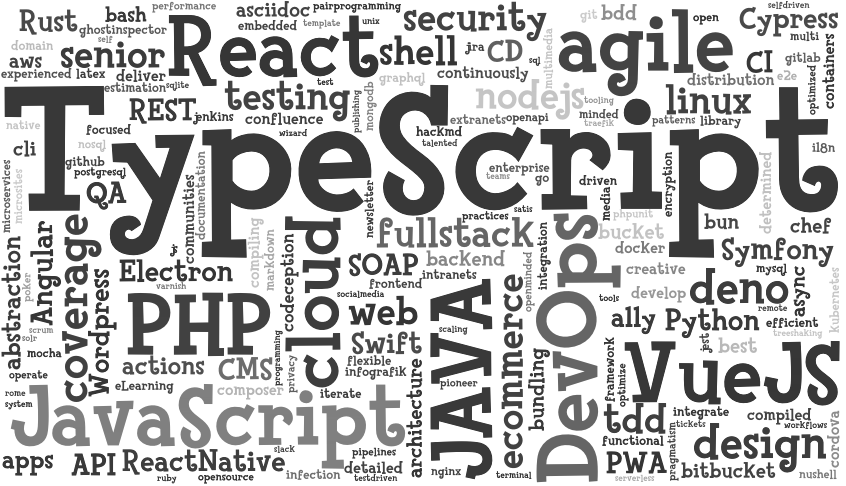 Rust
bash
ghostinspector
performance
asciidoc
embedded
pairprogramming
template
unix
security
git
bdd
open
selfdriven
Cypress
multi
domain
self
aws
senior
React
shell
jra
CD
sql
multimedia
agile
CI
gitlab
containers
experienced
latex
deliver
estimation
sqlite
test
testing
graphql
continuously
distribution
e2e
optimized
REST
jenkins
confluence
publishing
mongodb
nodejs
tooling
linux
native
focused
wizard
hackmd
talented
extranets
openapi
minded
traefik
patterns
library
i18n
TypeScript
cli
nosql
github
postgresql
QA
microservices
microsites
communities
documentation
newsletter
enterprise
teams
go
driven
media
encryption
determined
jr
compiling
markdown
practices
satis
phpunit
bun
chef
abstraction
Angular
coverage
codeception
cloud
fullstack
integration
bucket
docker
Symfony
Electron
varnish
SOAP
backend
intranets
openminded
DevOps
creative
mysql
poker
Wordpress
frontend
socialmedia
tools
develop
deno
remote
async
kubernetes
PHP
web
JAVA
scaling
ecommerce
ally
Python
efficient
treeshaking
scrum
solr
mocha
programming
Swift
framework
jest
best
operate
actions
CMS
privacy
flexible
infografik
architecture
pioneer
bundling
optimize
VueJS
rome
system
eLearning
composer
iterate
JavaScript
tdd
integrate
tickets
compiled
workflows
cordova
functional
pragmatism
design
apps
API
ReactNative
slack
pipelines
detailed
testdriven
nginx
terminal
PWA
serverless
bitbucket
nushell
ruby
opensource
infection